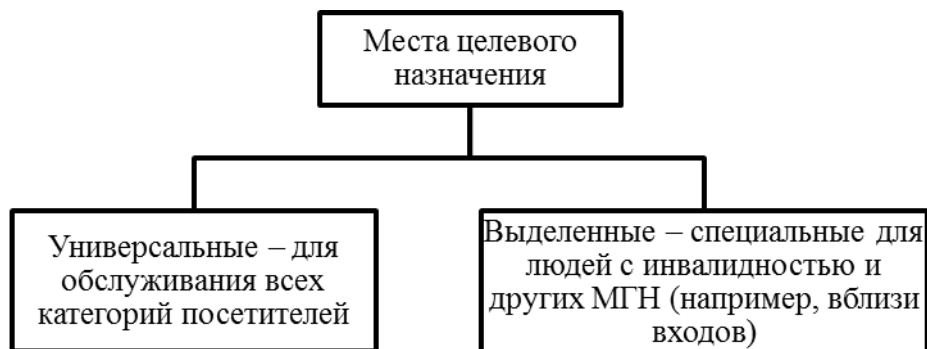 Места целевого
назначения
Универсальные – для
обслуживания всех
категорий посетителей
Выделенные – специальные для
людей с инвалидностью и
других МГН (например, вблизи
входов)